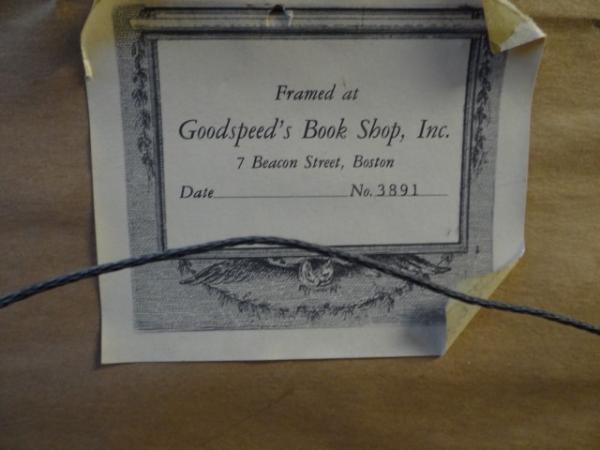 Framed at
Goodspeed's Book Shop, Inc.
7 Beacon Street, Boston
Date No. 3891